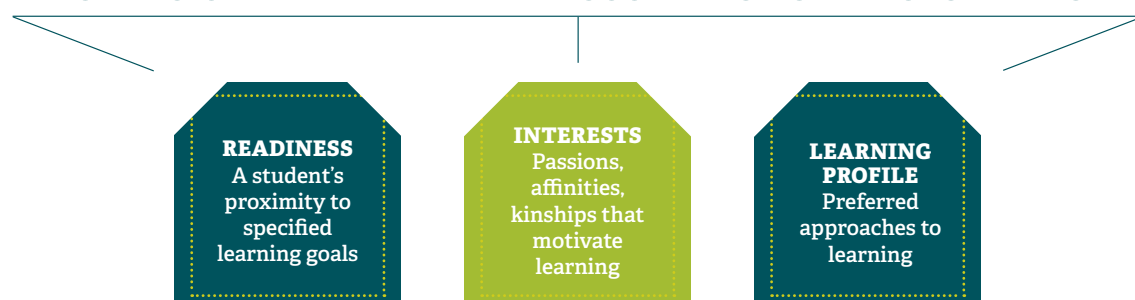 READINESS
A student's
proximity to
specified
learning goals
INTERESTS
Passions,
affinities,
kinships that
motivate
learning
LEARNING
PROFILE
Preferred
approaches to
learning